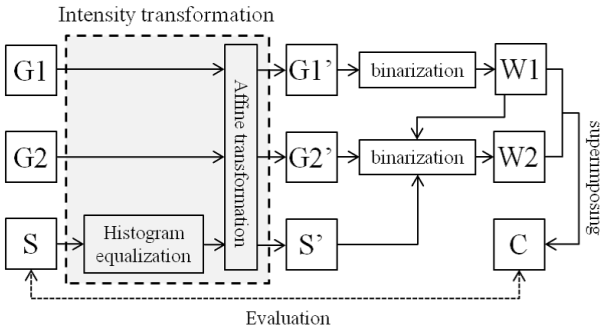 Intensity transformation
G1
Affine transformation
G1’
binarization
W1
G2
G2’
binarization
W2
superimposing
S
Histogram
equalization
S’
C
Evaluation